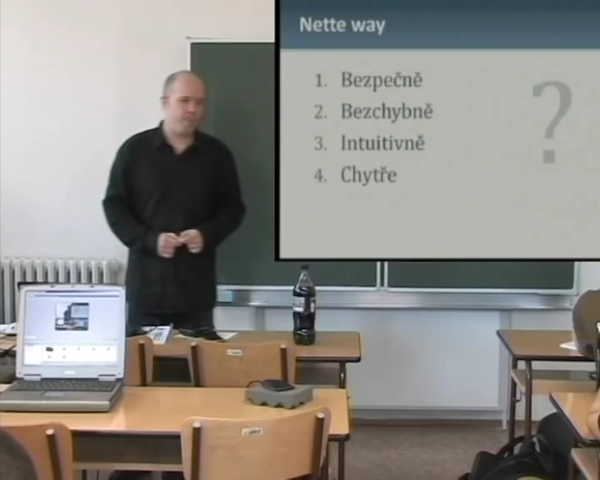 Nette way
1. Bezpečně
2. Bezchybně
3. Intuitivně
4. Chytře
?